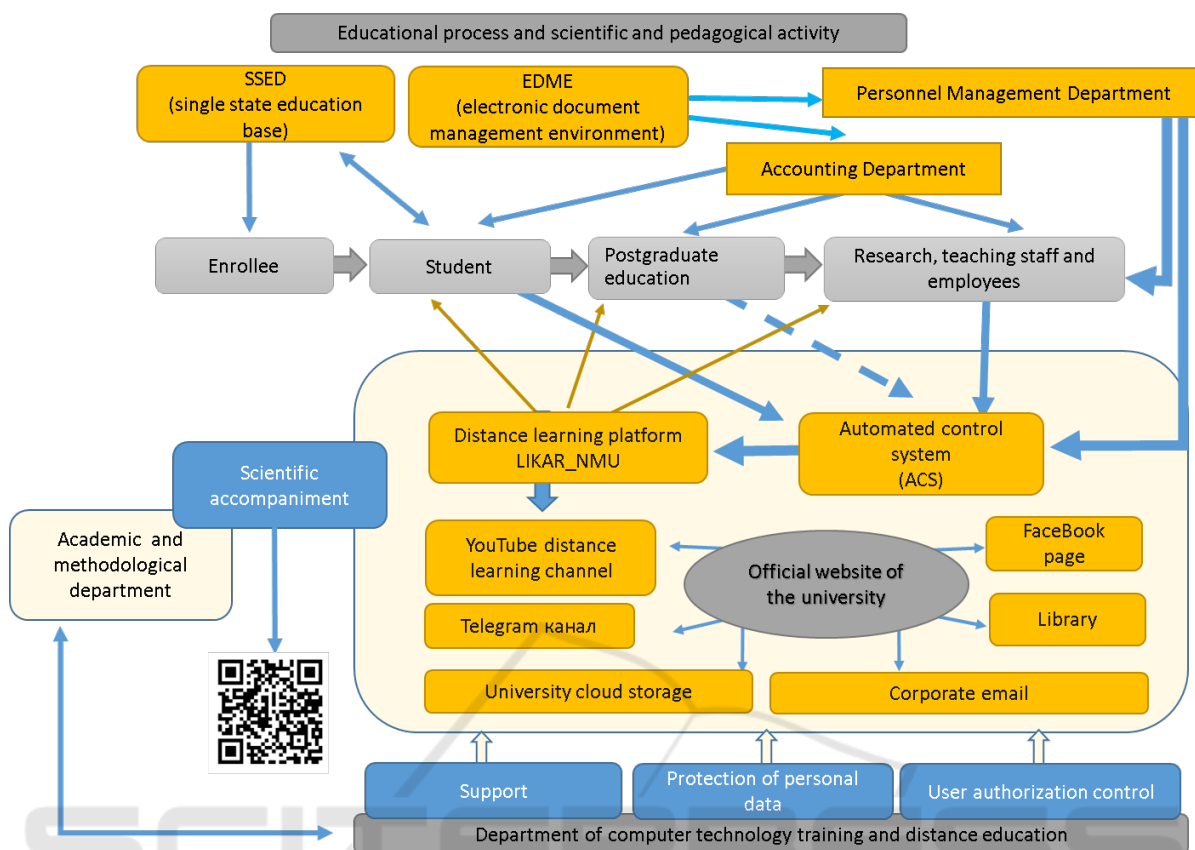 Educational process and scientific and pedagogical activity
SSED
(single state education
base)
EDME
(electronic document
management environment)
Personnel Management Department
Accounting Department
Enrollee
Student
Postgraduate
education
Research, teaching staff and
employees
Distance learning platform
LIKAR_NMU
Automated control
system
(ACS)
Scientific
accompaniment
Academic and
methodological
department
YouTube distance
learning channel
Official website of
the university
FaceBook
page
Telegram канал
Library
University cloud storage
Corporate email
Support
Protection of personal
data
User authorization control
Department of computer technology training and distance education